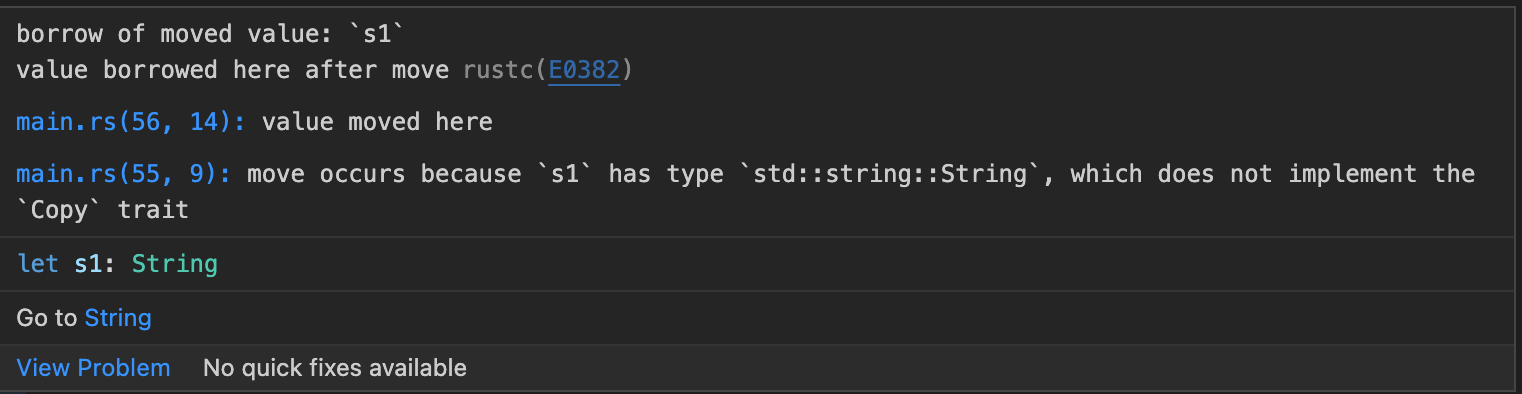 borrow of moved value: `s1`
value borrowed here after move rustc(E0382)
main.rs(56, 14): value moved here
main.rs(55, 9): move occurs because `s1` has type `std::string::String`, which does not implement the
`Copy` trait
let s1: String
Go to String
View Problem No quick fixes available